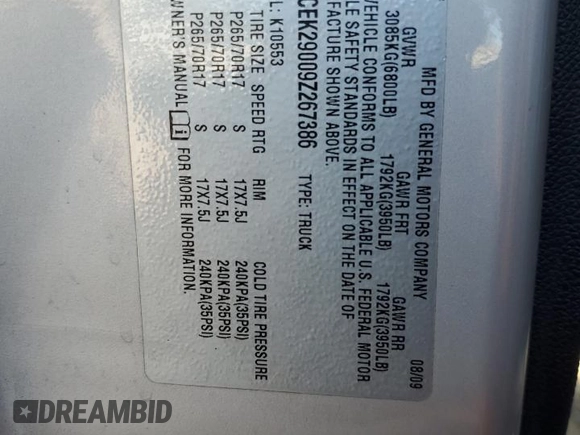 MFD BY GENERAL MOTORS COMPANY 08/09
GVWR GAWR FRT GAWR RR
3085KG(6800LB) 1792KG(3950LB) 1792KG(3950LB)
VEHICLE CONFORMS TO ALL APPLICABLE U.S. FEDERAL MOTOR
LE SAFETY STANDARDS IN EFFECT ON THE DATE OF
FACTURE SHOWN ABOVE.
CEK29009Z267386 TYPE: TRUCK
L: K10553
TIRE SIZE SPEED RTG RIM COLD TIRE PRESSURE
P265/70R17 S 17X7.5J 240KPA(35PSI)
P265/70R17 S 17X7.5J 240KPA(35PSI)
P265/70R17 S 17X7.5J 240KPA(35PSI)
WNER'S MANUAL FOR MORE INFORMATION.
DREAMBID